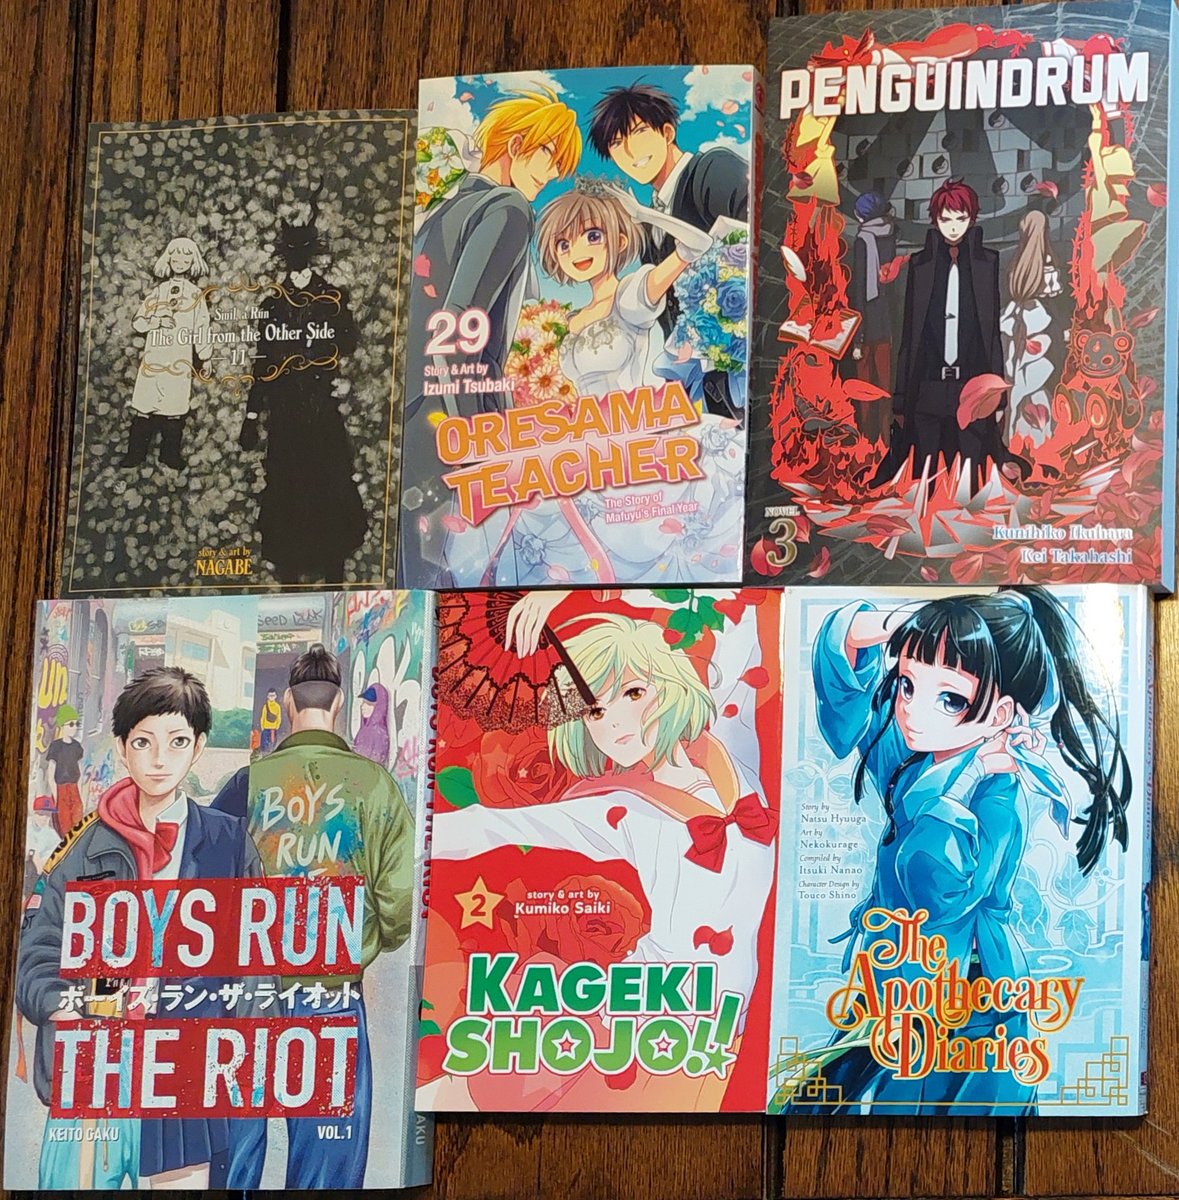 Siúil, a Rún
The Girl from the Other Side
11
story & art by
NAGABE
29
Story & Art by
Izumi Tsubaki
ORESAMA
TEACHER
The Story of
Mafuyu's Final Year
PENGUINDRUM
NOVEL
3
Kunihiko Ikuhara
Kei Takahashi
BOYS
RUN
BOYS RUN
ボーイズ・ラン・ザ・ライオット
THE RIOT
KEITO GAKU
VOL.1
2
story & art by
Kumiko Saiki
KAGEKI
SHOJO!!
Story by
Natsu Hyuuga
Art by
Nekokurage
Compiled by
Itsuki Nanao
Character Design by
Touco Shino
The
Apothecary
Diaries